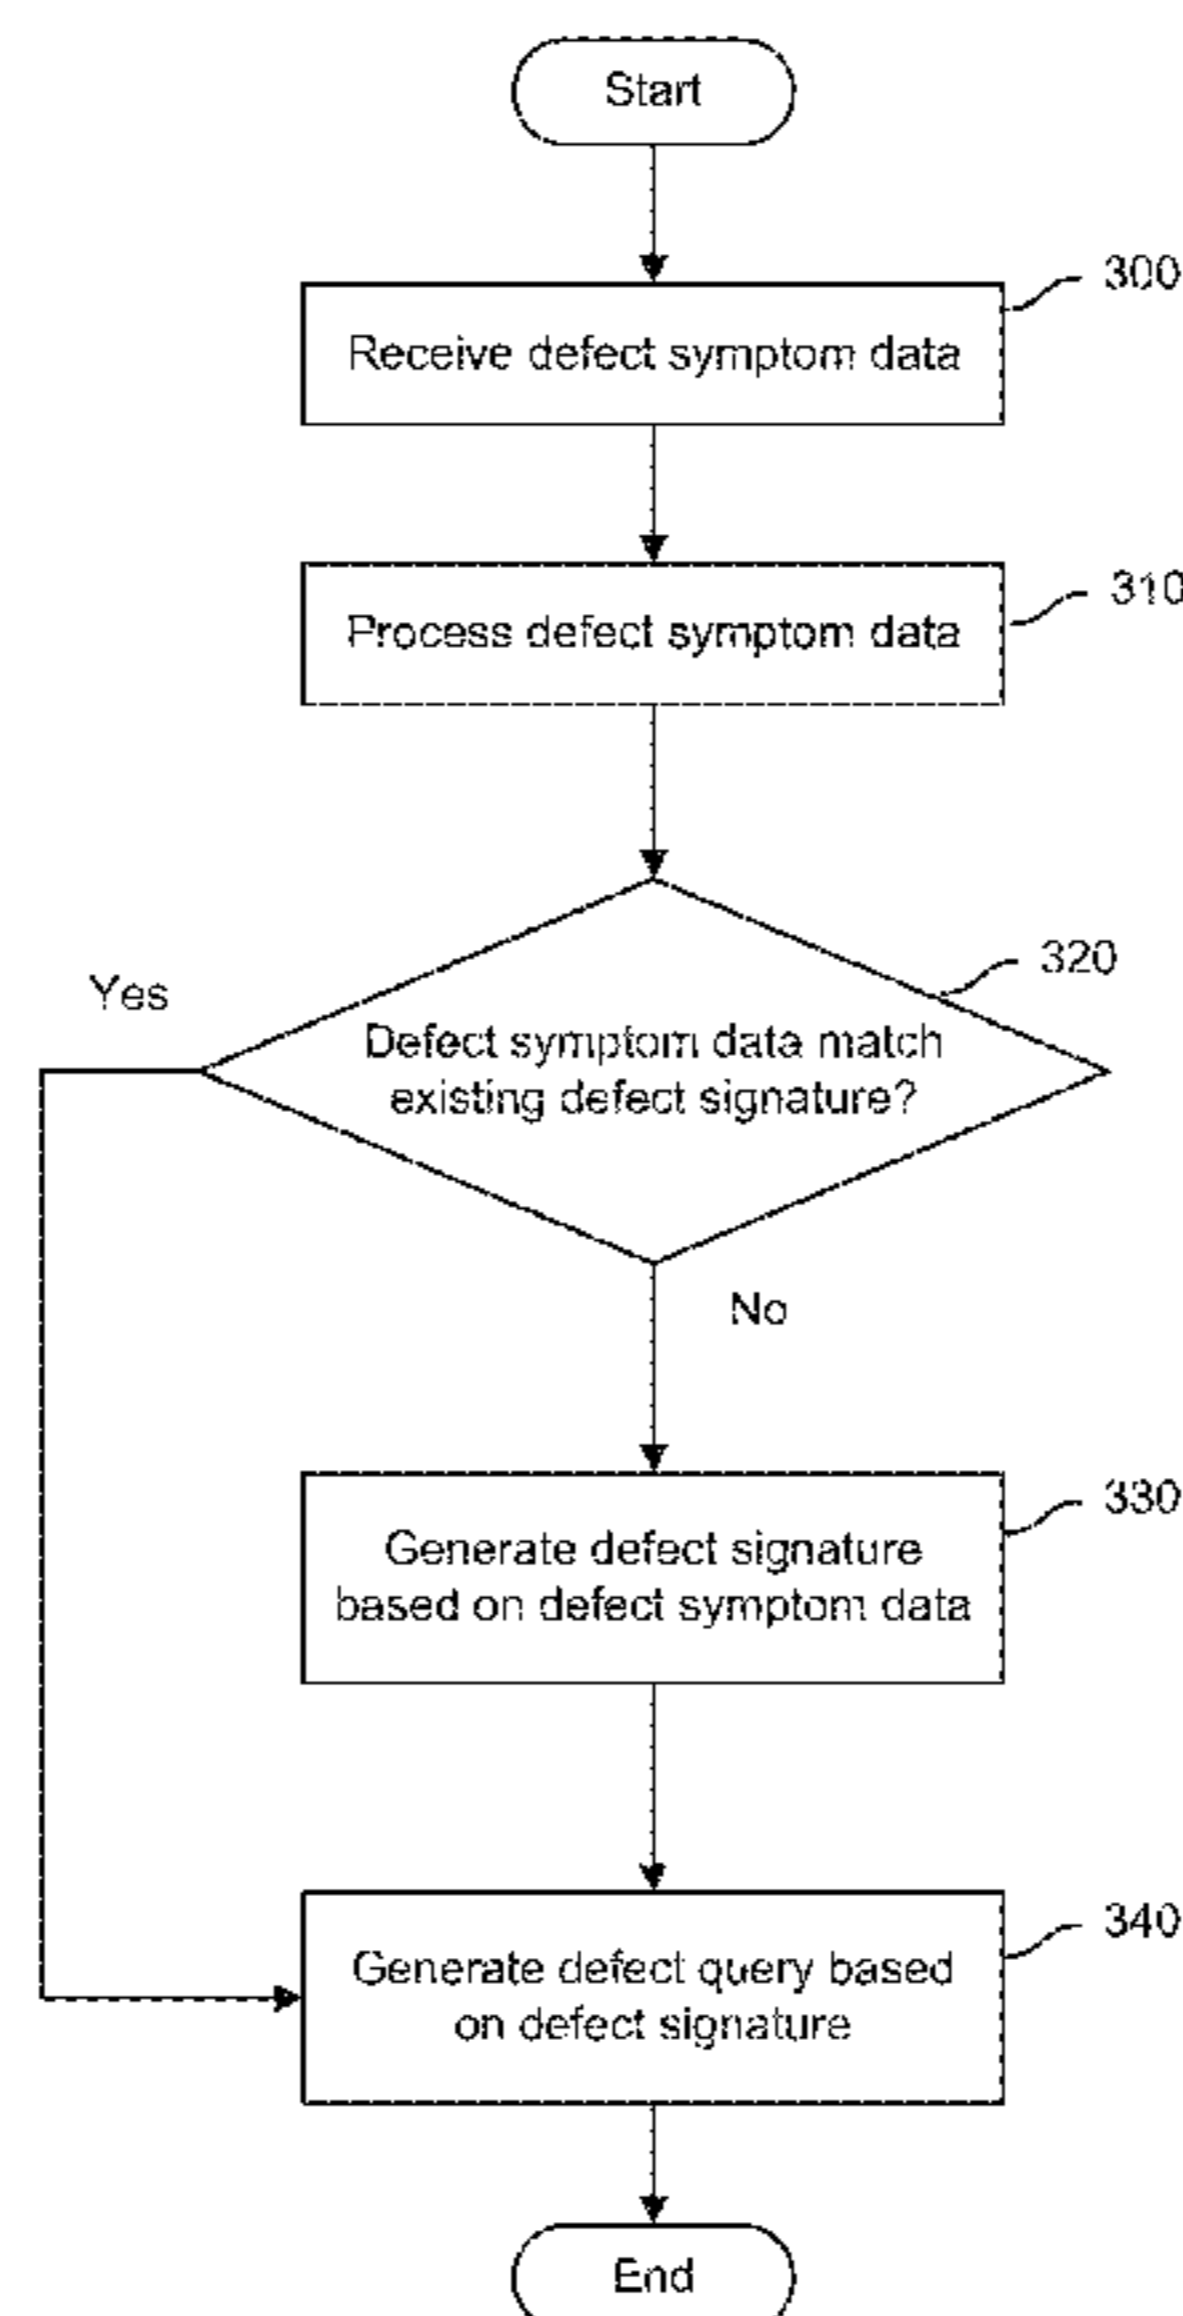 Start
300
Receive defect symptom data
310
Process defect symptom data
320
Yes
Defect symptom data match
existing defect signature?
No
330
Generate defect signature
based on defect symptom data
340
Generate defect query based
on defect signature
End